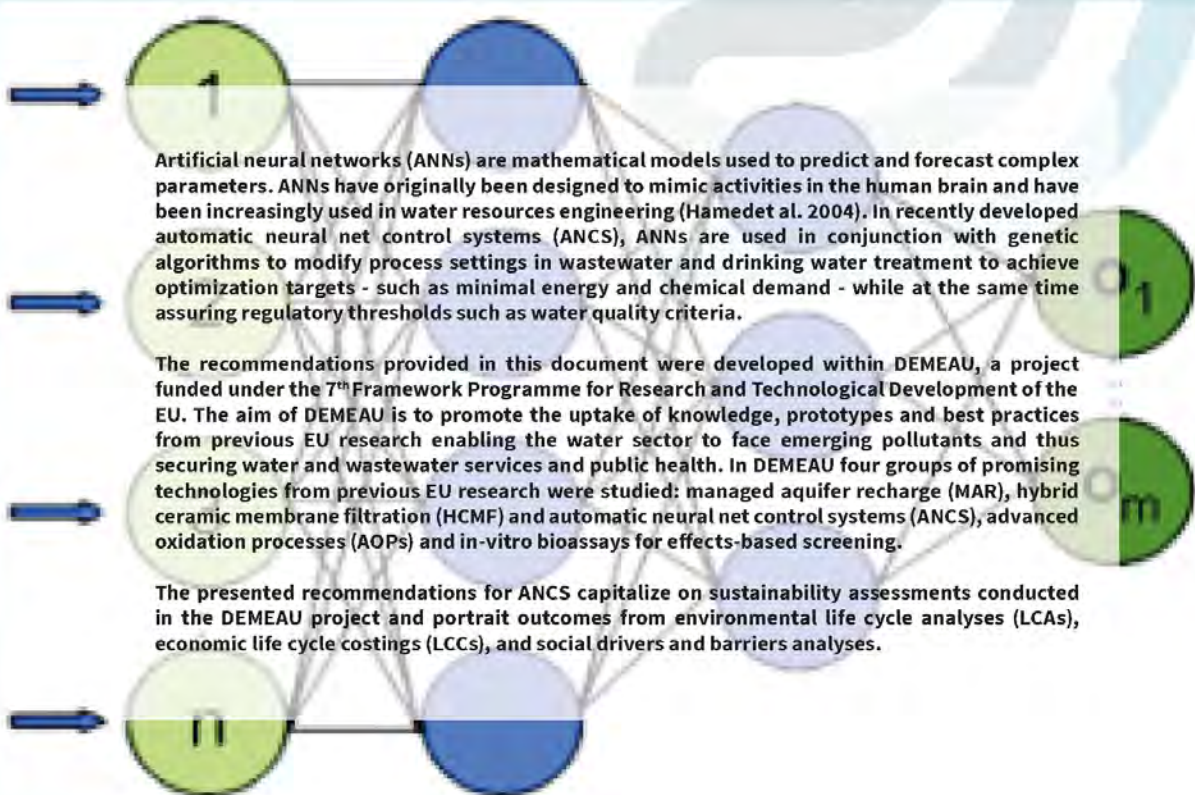 1
Artificial neural networks (ANNs) are mathematical models used to predict and forecast complex
parameters. ANNs have originally been designed to mimic activities in the human brain and have
been increasingly used in water resources engineering (Hamedet al. 2004). In recently developed
automatic neural net control systems (ANCS), ANNs are used in conjunction with genetic
algorithms to modify process settings in wastewater and drinking water treatment to achieve
optimization targets - such as minimal energy and chemical demand - while at the same time
assuring regulatory thresholds such as water quality criteria.
O1
The recommendations provided in this document were developed within DEMEAU, a project
funded under the 7th Framework Programme for Research and Technological Development of the
EU. The aim of DEMEAU is to promote the uptake of knowledge, prototypes and best practices
from previous EU research enabling the water sector to face emerging pollutants and thus
securing water and wastewater services and public health. In DEMEAU four groups of promising
technologies from previous EU research were studied: managed aquifer recharge (MAR), hybrid
ceramic membrane filtration (HCMF) and automatic neural net control systems (ANCS), advanced
oxidation processes (AOPs) and in-vitro bioassays for effects-based screening.
Om
The presented recommendations for ANCS capitalize on sustainability assessments conducted
in the DEMEAU project and portrait outcomes from environmental life cycle analyses (LCAs),
economic life cycle costings (LCCs), and social drivers and barriers analyses.
n